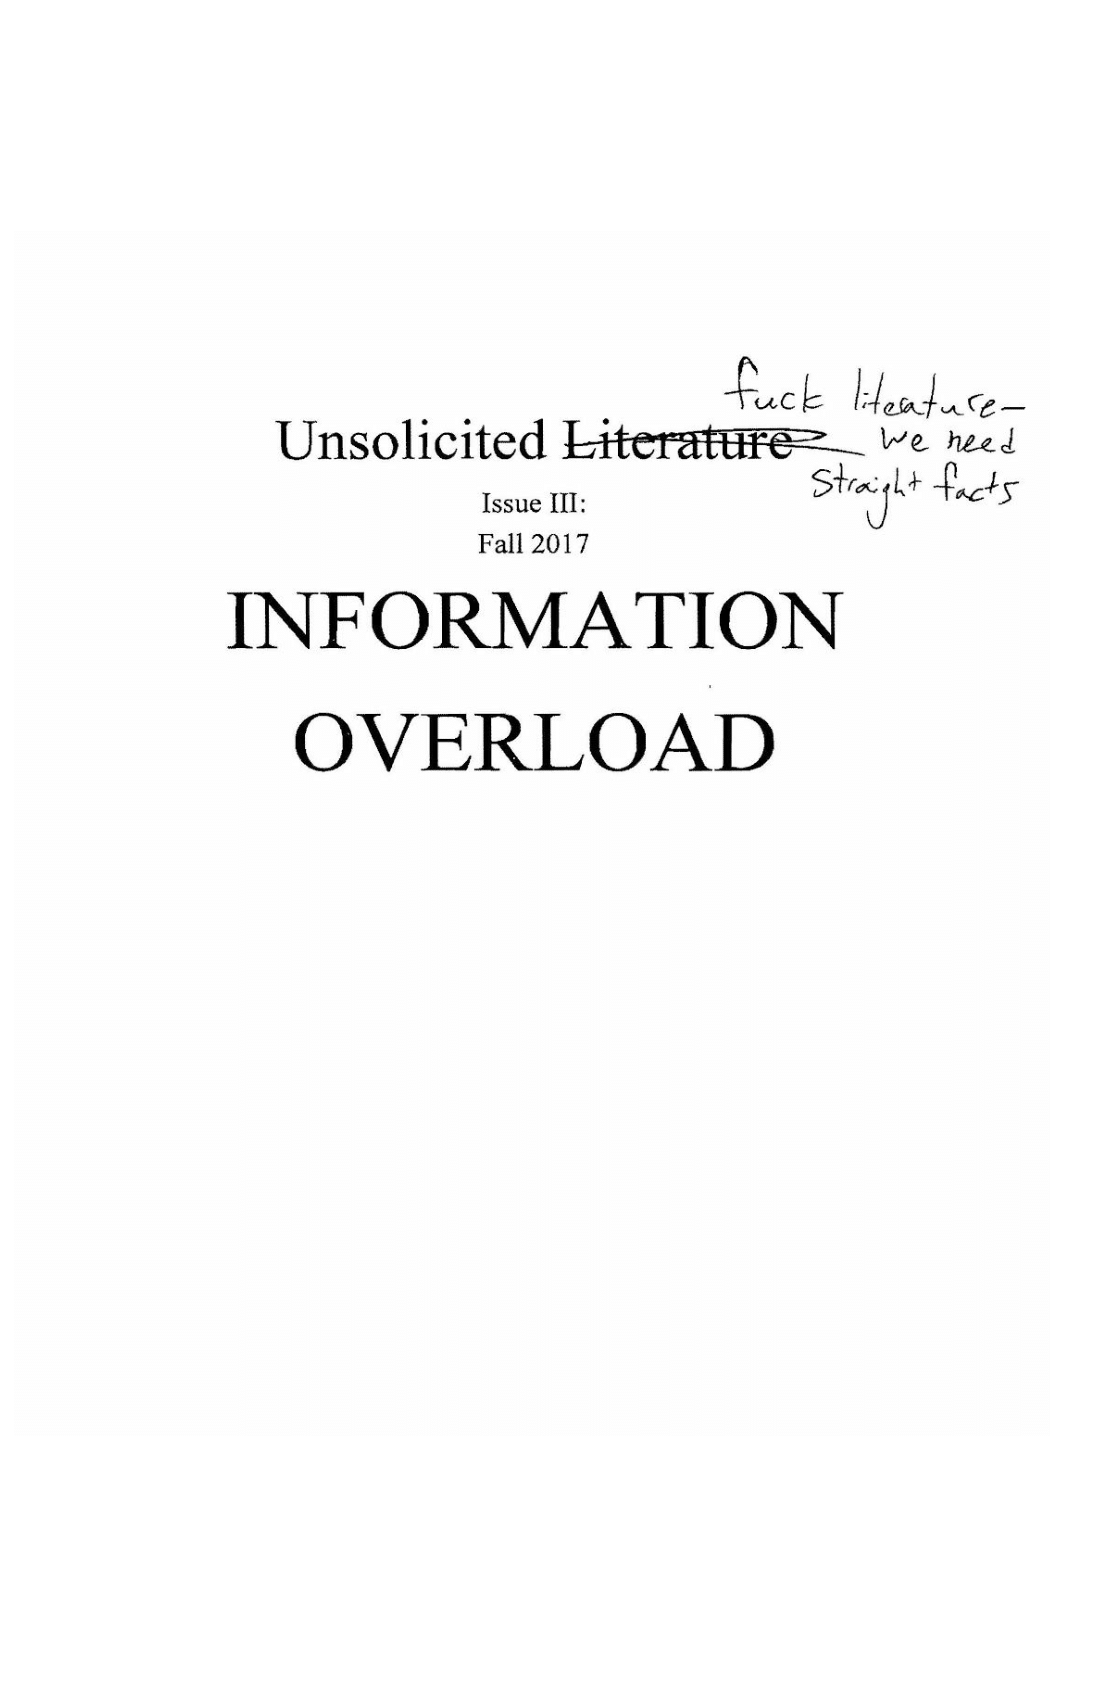 fuck literature—
Unsolicited Literature
we need
straight facts
Issue III:
Fall 2017
INFORMATION
OVERLOAD